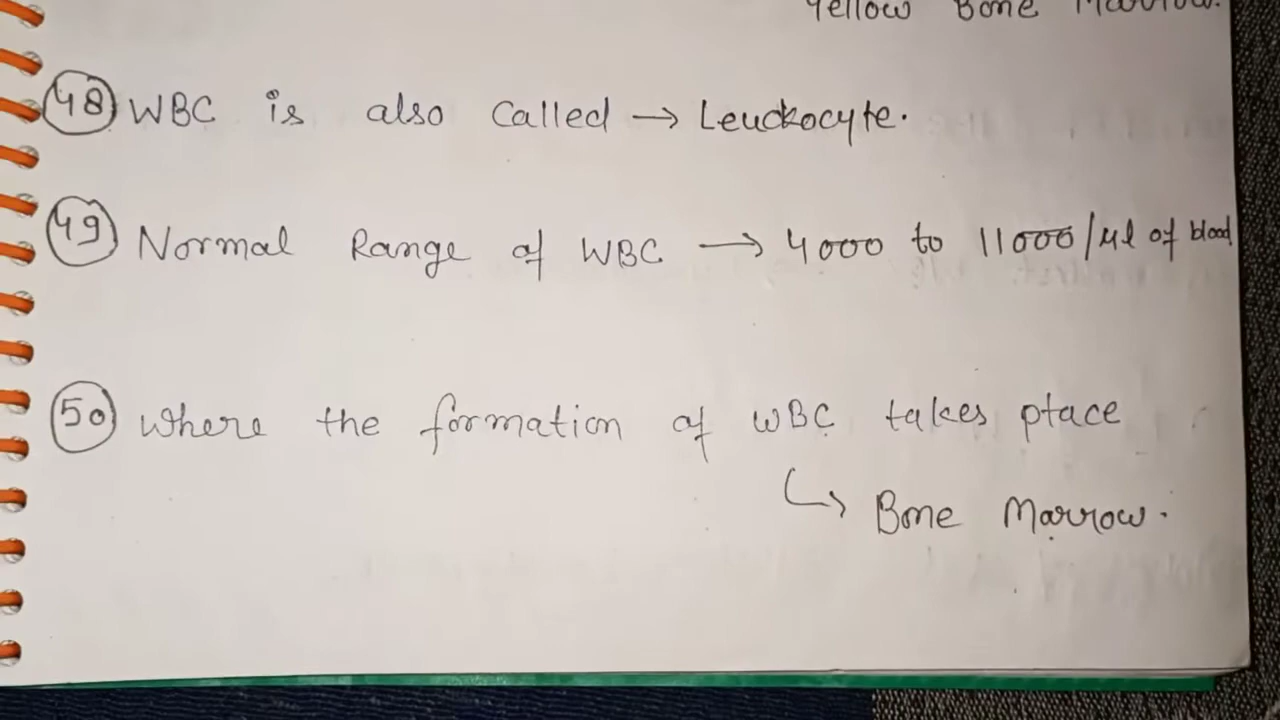 Yellow Bone Marrow.
48 WBC is also Called → Leuckocyte.
49 Normal Range of WBC → 4000 to 11000/µl of blood
50 Where the formation of WBC takes place
↳ Bone Marrow.